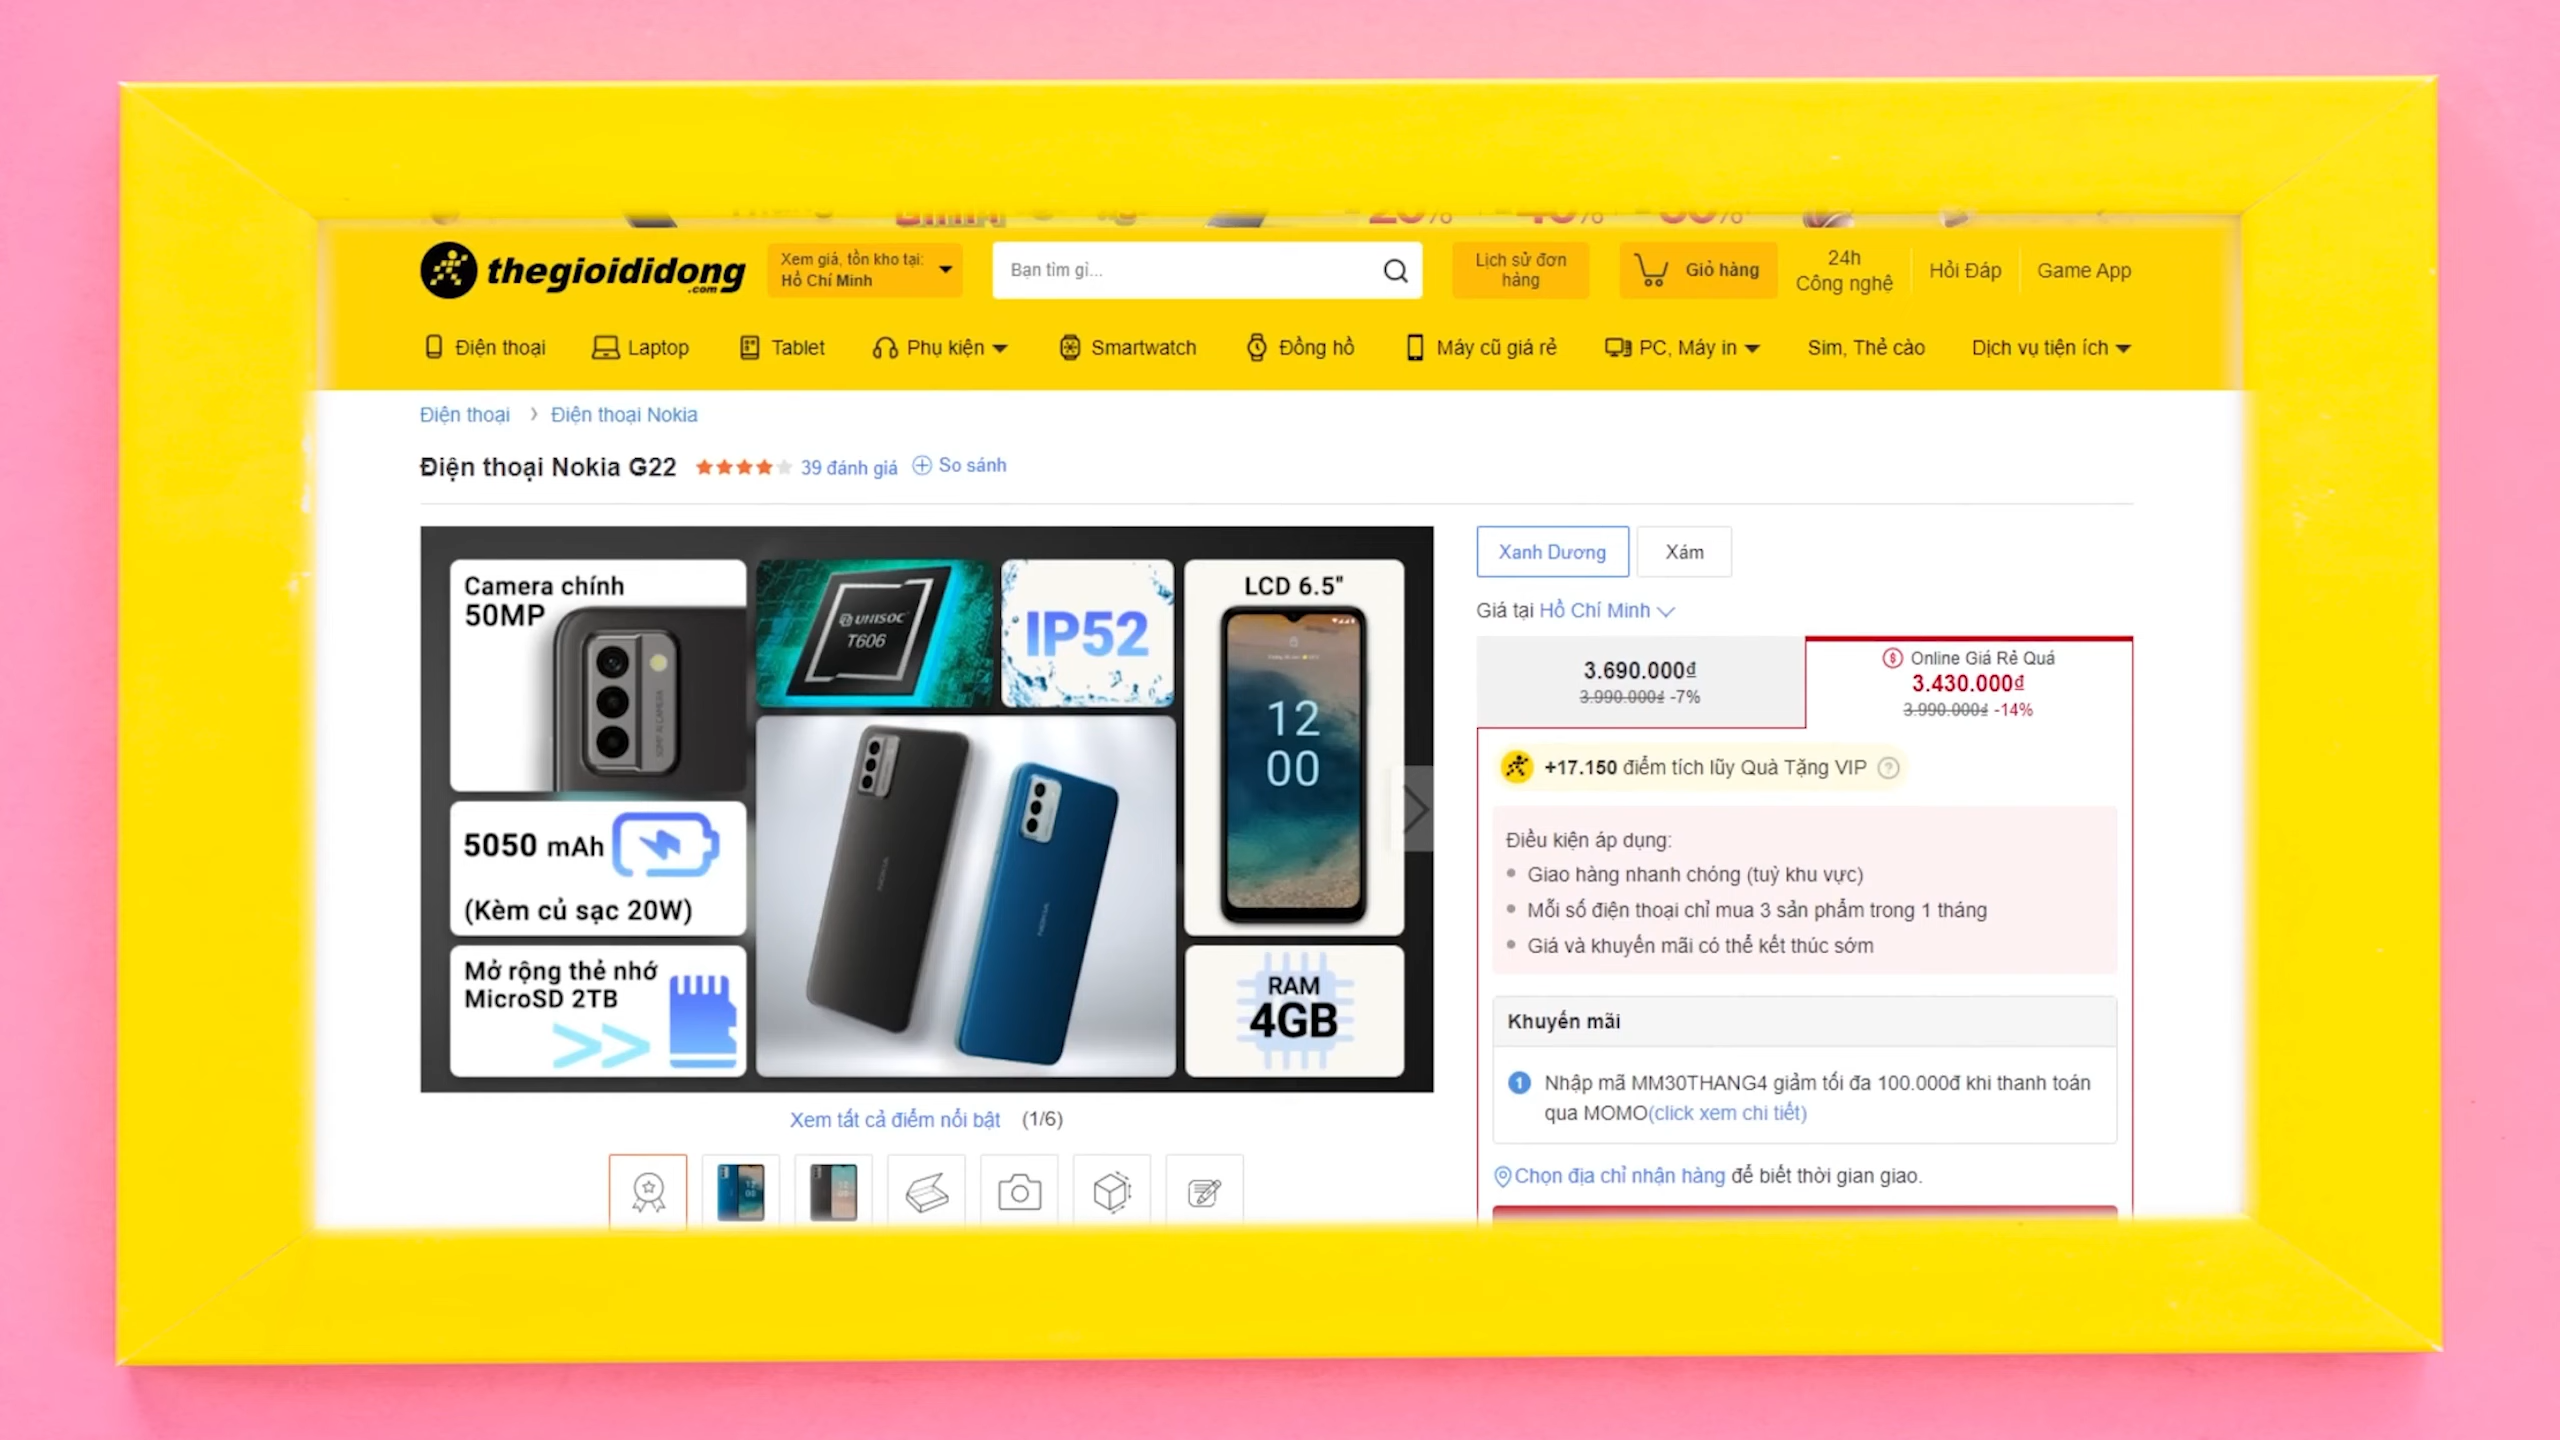 thegioididong
.com
Xem giá, tồn kho tại:
Hồ Chí Minh
Bạn tìm gì...
Lịch sử đơn
hàng
Giỏ hàng
24h
Công nghệ
Hỏi Đáp
Game App
Điện thoại
Laptop
Tablet
Phụ kiện
Smartwatch
Đồng hồ
Máy cũ giá rẻ
PC, Máy in
Sim, Thẻ cào
Dịch vụ tiện ích
Điện thoại › Điện thoại Nokia
Điện thoại Nokia G22
39 đánh giá
So sánh
Camera chính
50MP
50MP AI CAMERA
UNISOC
T606
IP52
LCD 6.5"
12
00
5050 mAh
(Kèm củ sạc 20W)
Mở rộng thẻ nhớ
MicroSD 2TB
NOKIA
NOKIA
RAM
4GB
Xem tất cả điểm nổi bật (1/6)
Xanh Dương
Xám
Giá tại Hồ Chí Minh
3.690.000₫
3.990.000₫ -7%
Online Giá Rẻ Quá
3.430.000₫
3.990.000₫ -14%
+17.150 điểm tích lũy Quà Tặng VIP
Điều kiện áp dụng:
Giao hàng nhanh chóng (tuỳ khu vực)
Mỗi số điện thoại chỉ mua 3 sản phẩm trong 1 tháng
Giá và khuyến mãi có thể kết thúc sớm
Khuyến mãi
1 Nhập mã MM30THANG4 giảm tối đa 100.000đ khi thanh toán
qua MOMO(click xem chi tiết)
Chọn địa chỉ nhận hàng để biết thời gian giao.